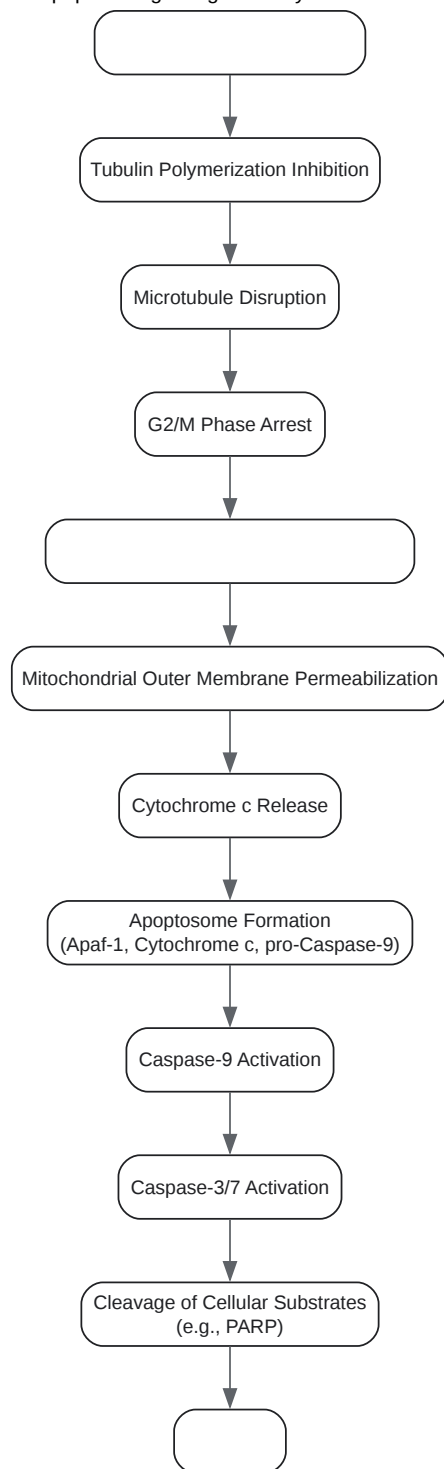 Tubulin Polymerization Inhibition
Microtubule Disruption
G2/M Phase Arrest
Mitochondrial Outer Membrane Permeabilization
Cytochrome c Release
Apoptosome Formation
(Apaf-1, Cytochrome c, pro-Caspase-9)
Caspase-9 Activation
Caspase-3/7 Activation
Cleavage of Cellular Substrates
(e.g., PARP)